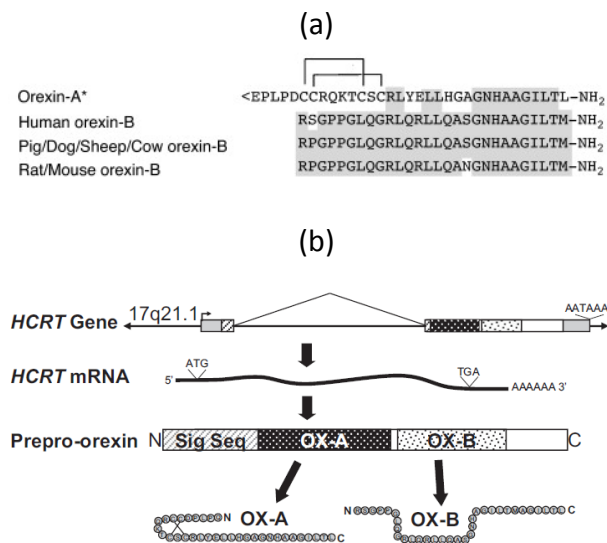 (a)
Orexin-A* <EPLPDCCRQKTCSCRLYELLHGAGNHAAGILTL-NH2
Human orexin-B RSGPPGLQGRLQRLLQASGNHAAGILTM-NH2
Pig/Dog/Sheep/Cow orexin-B RPGPPGLQGRLQRLLQASGNHAAGILTM-NH2
Rat/Mouse orexin-B RPGPPGLQGRLQRLLQANGNHAAGILTM-NH2
(b)
17q21.1
AATAAA
HCRT Gene
ATG
TGA
HCRT mRNA 5' AAAAAA 3'
Prepro-orexin N Sig Seq OX-A OX-B C
N OX-A C
N OX-B C